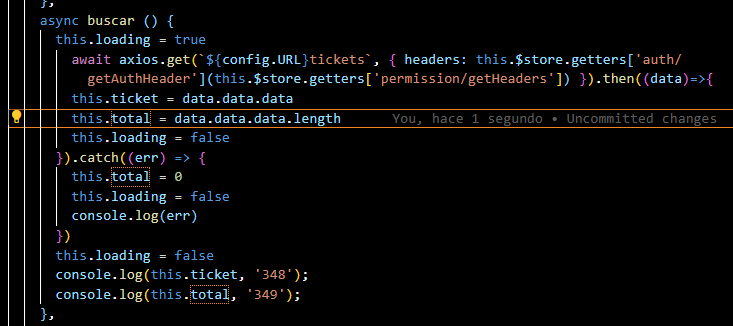 },
async buscar () {
this.loading = true
await axios.get(`${config.URL}tickets`, { headers: this.$store.getters['auth/
getAuthHeader'](this.$store.getters['permission/getHeaders']) }).then((data)=>{
this.ticket = data.data.data
this.total = data.data.data.length You, hace 1 segundo • Uncommitted changes
this.loading = false
}).catch((err) => {
this.total = 0
this.loading = false
console.log(err)
})
this.loading = false
console.log(this.ticket, '348');
console.log(this.total, '349');
},